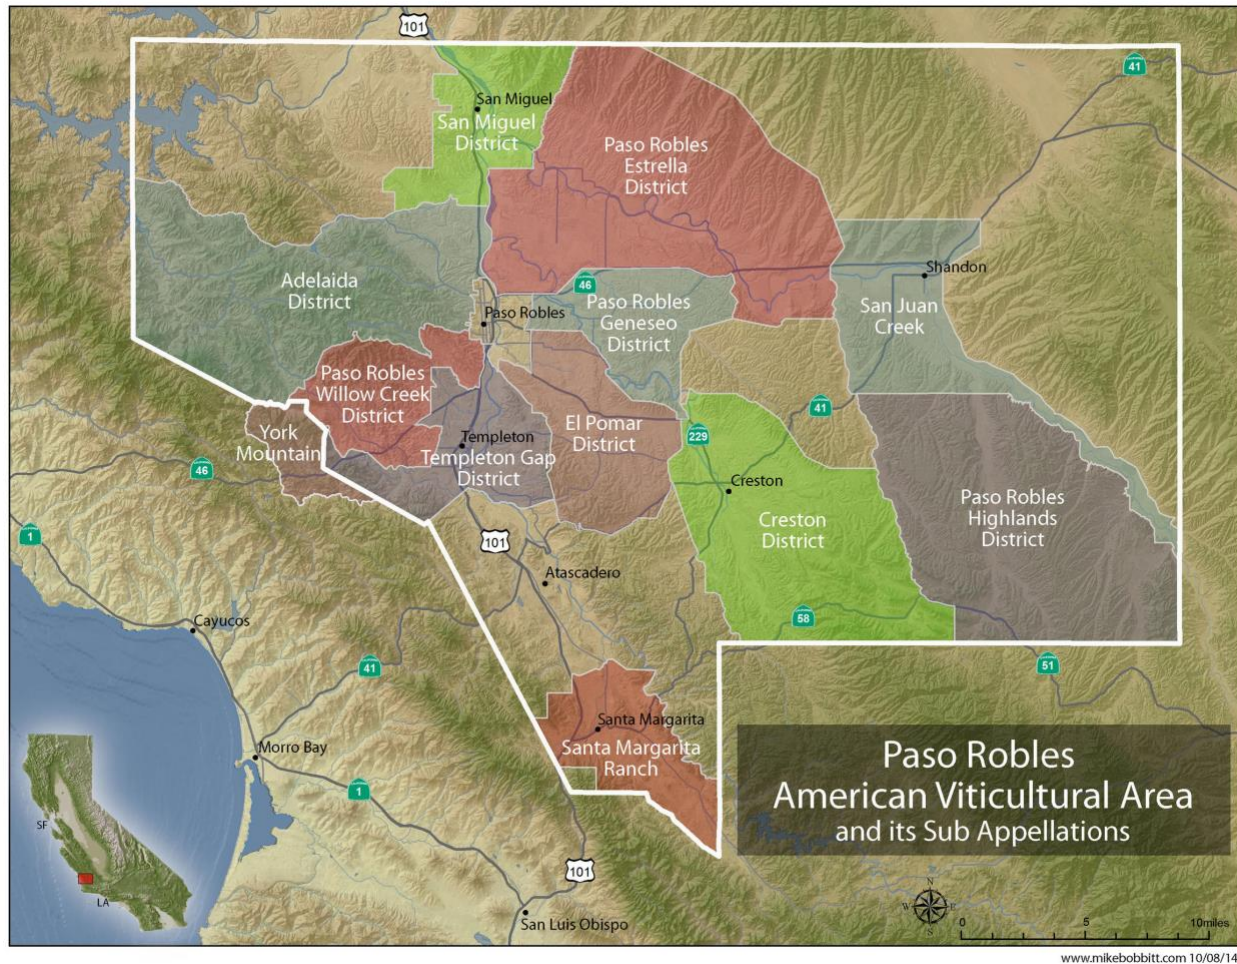 101
41
San Miguel
San Miguel
District
Paso Robles
Estrella
District
Adelaida
District
46
Shandon
Paso Robles
Paso Robles
Geneseo
District
San Juan
Creek
Paso Robles
Willow Creek
District
41
York
Mountain
El Pomar
District
229
Templeton
Templeton Gap
District
46
Creston
Creston
District
Paso Robles
Highlands
District
1
101
Atascadero
58
Cayucos
41
51
Santa Margarita
Santa Margarita
Ranch
Morro Bay
1
Paso Robles
American Viticultural Area
and its Sub Appellations
SF
LA
101
San Luis Obispo
N
W
E
S
0 5 10miles
www.mikebobbitt.com 10/08/14